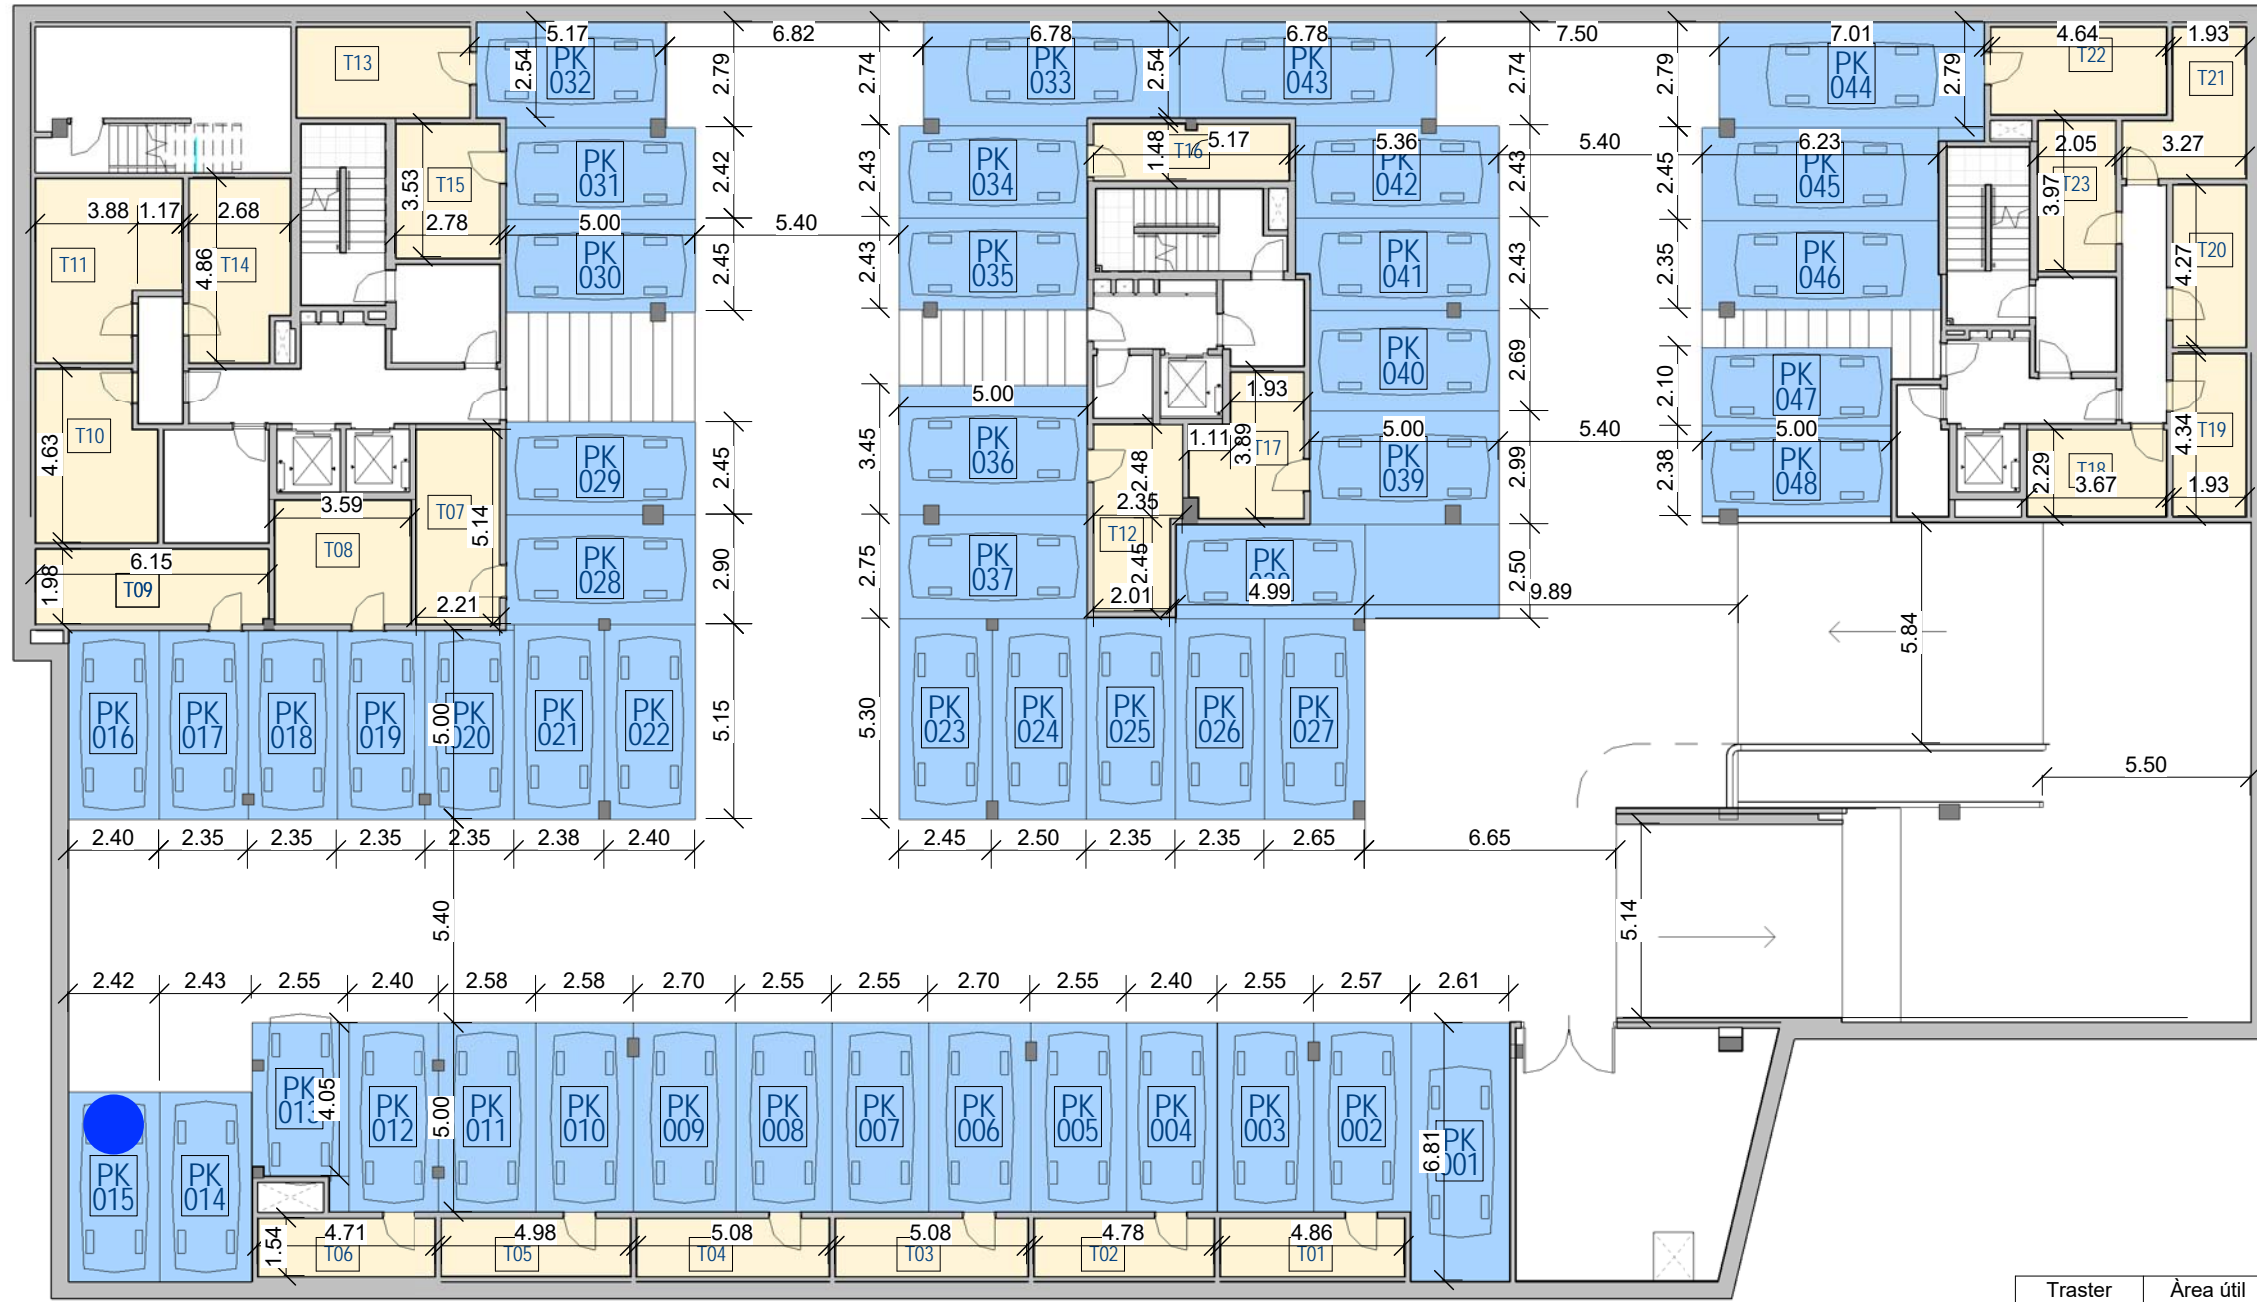 5.17 6.82 6.78 6.78 7.50 7.01 4.64 1.93
T13 2.54 PK 032 2.79 2.74 PK 033 2.54 PK 043 2.74 2.79 PK 044 2.79 T22 T21
T15 3.53 2.78 PK 031 2.42 2.43 PK 034 1.48 T16 5.17 5.36 PK 042 2.43 5.40 2.45 6.23 PK 045 2.05 3.27 T23 3.97
3.88 1.17 2.68 T11 4.86 T14 5.00 PK 030 2.45 5.40 2.43 PK 035 PK 041 2.43 2.35 PK 046 T20 4.27
PK 040 2.69 2.10 PK 047
T10 4.63 3.59 T07 5.14 PK 029 2.45 3.45 5.00 PK 036 2.48 2.35 1.11 1.93 3.89 T17 5.00 PK 039 2.99 5.40 2.38 5.00 PK 048 2.29 T18 3.67 4.34 T19 1.93
1.98 6.15 T09 T08 2.21 PK 028 2.90 2.75 PK 037 T12 2.45 2.01 PK 4.99 2.50 9.89
PK 016 PK 017 PK 018 PK 019 5.00 020 PK 021 PK 022 5.15 5.30 PK 023 PK 024 PK 025 PK 026 PK 027 5.84 5.50
2.40 2.35 2.35 2.35 2.35 2.38 2.40 2.45 2.50 2.35 2.35 2.65 6.65
5.40 5.14
2.42 2.43 2.55 2.40 2.58 2.58 2.70 2.55 2.55 2.70 2.55 2.40 2.55 2.57 2.61
PK 015 PK 014 PK 013 4.05 PK 012 5.00 PK 011 PK 010 PK 009 PK 008 PK 007 PK 006 PK 005 PK 004 PK 003 PK 002 6.81 PK 001
1.54 4.71 4.98 5.08 5.08 4.78 4.86
T06 T05 T04 T03 T02 T01
Traster Àrea útil